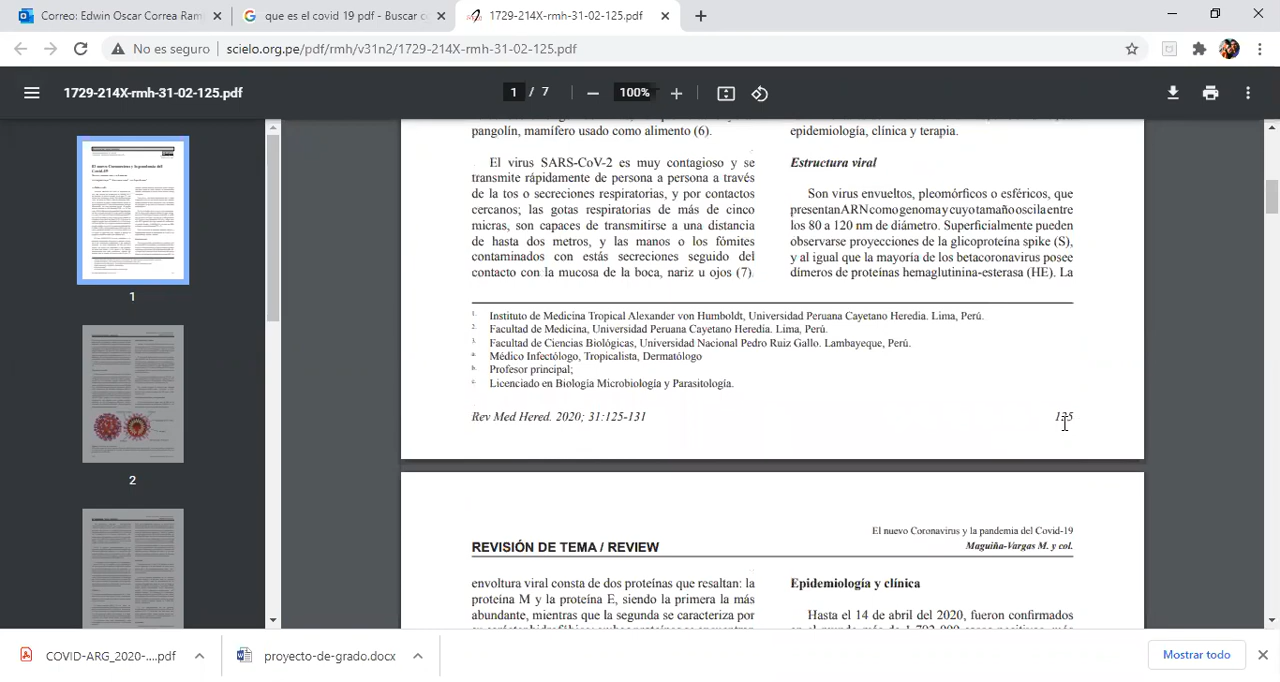 Correo: Edwin Oscar Correa Ram
que es el covid 19 pdf - Buscar co
1729-214X-rmh-31-02-125.pdf
No es seguro
scielo.org.pe/pdf/rmh/v31n2/1729-214X-rmh-31-02-125.pdf
1729-214X-rmh-31-02-125.pdf
1 / 7
100%
1
2
pangolín, mamífero usado como alimento (6).
El virus SARS-CoV-2 es muy contagioso y se
transmite rápidamente de persona a persona a través
de la tos o secreciones respiratorias, y por contactos
cercanos; las gotas respiratorias de más de cinco
micras, son capaces de transmitirse a una distancia
de hasta dos metros, y las manos o los fómites
contaminados con estás secreciones seguido del
contacto con la mucosa de la boca, nariz u ojos (7).
epidemiología, clínica y terapia.
Estructura viral
Son virus envueltos, pleomórficos o esféricos, que
presentan ARN como genoma y cuyo tamaño oscila entre
los 80 a 120 nm de diámetro. Superficialmente pueden
observarse proyecciones de la glicoproteína spike (S),
y al igual que la mayoría de los betacoronavirus posee
dímeros de proteínas hemaglutinina-esterasa (HE). La
1. Instituto de Medicina Tropical Alexander von Humboldt, Universidad Peruana Cayetano Heredia. Lima, Perú.
2. Facultad de Medicina, Universidad Peruana Cayetano Heredia. Lima, Perú.
3. Facultad de Ciencias Biológicas, Universidad Nacional Pedro Ruiz Gallo. Lambayeque, Perú.
a. Médico Infectólogo, Tropicalista, Dermatólogo
b. Profesor principal;
c. Licenciado en Biología Microbiología y Parasitología.
Rev Med Hered. 2020; 31:125-131
125
El nuevo Coronavirus y la pandemia del Covid-19
REVISIÓN DE TEMA / REVIEW
Maguiña-Vargas M. y col.
envoltura viral consta de dos proteínas que resaltan: la
proteína M y la proteína E, siendo la primera la más
abundante, mientras que la segunda se caracteriza por
Epidemiología y clínica
Hasta el 14 de abril del 2020, fueron confirmados
COVID-ARG_2020-....pdf
proyecto-de-grado.docx
Mostrar todo